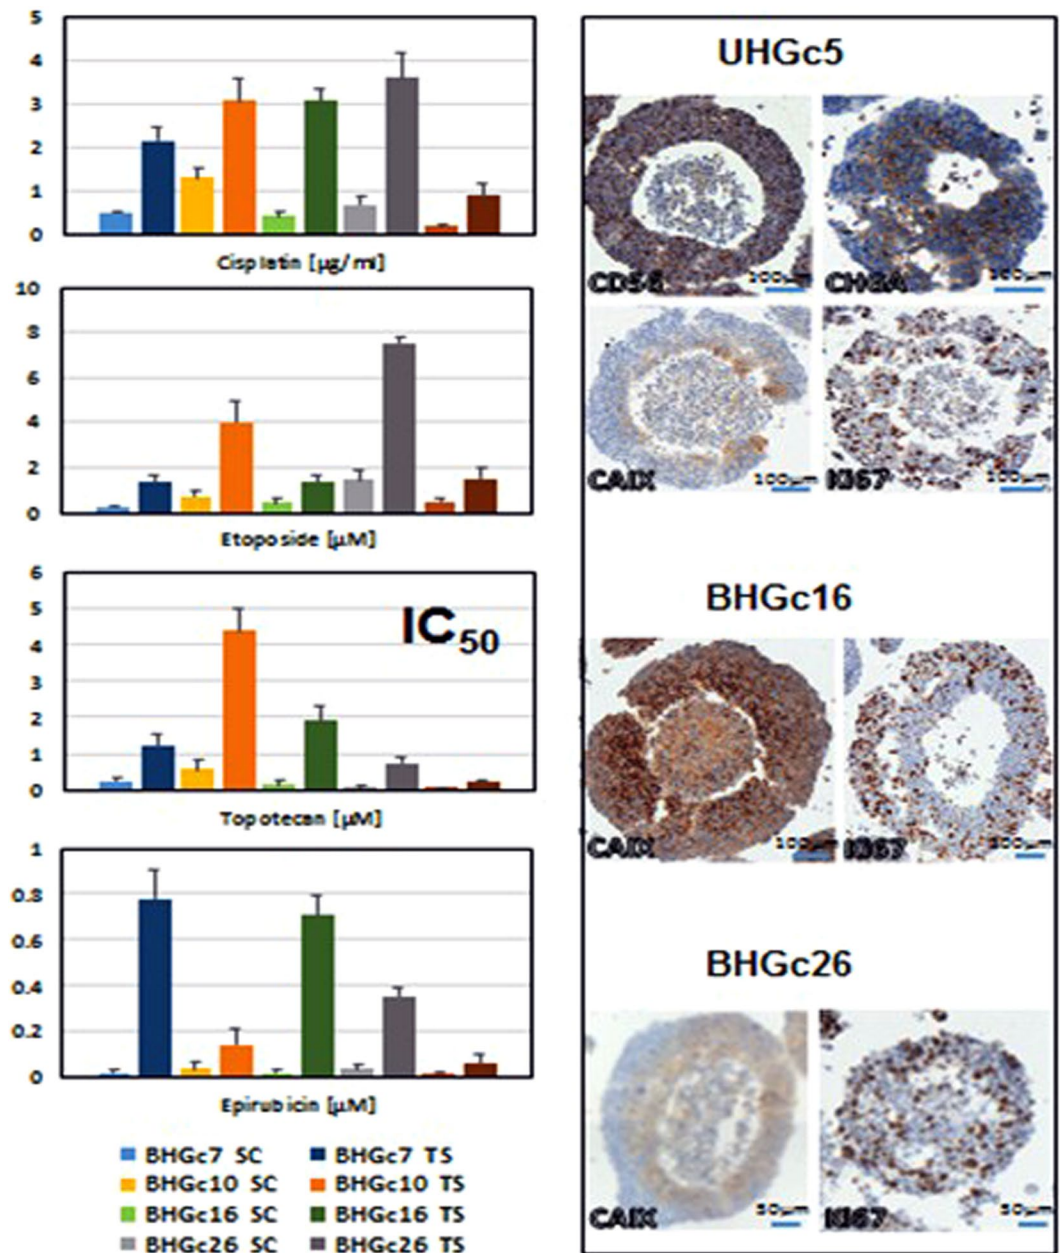 5
4
3
2
1
0
Cisplatin [µg/ml]
10
8
6
4
2
0
Etoposide [µM]
6
5
4
3
2
1
0
IC50
Topotecan [µM]
1
0.8
0.6
0.4
0.2
0
Epirubicin [µM]
BHGc7 SC BHGc7 TS
BHGc10 SC BHGc10 TS
BHGc16 SC BHGc16 TS
BHGc26 SC BHGc26 TS
UHGc5
CD56 100µm CHGA 100µm
CAIX 100µm KI67 100µm
BHGc16
CAIX 100µm KI67 100µm
BHGc26
CAIX 50µm KI67 50µm